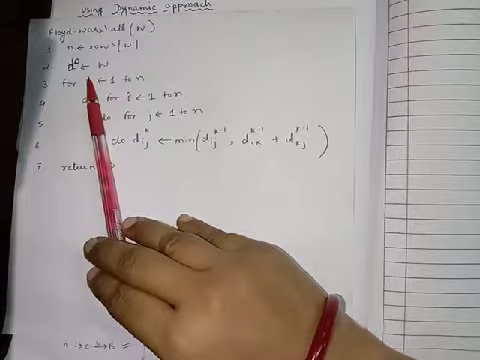 Using Dynamic approach
Floyd-warshall (W)
1 n ← rows [W]
2 d⁰ ← W
3 for ← 1 to n
4 do for i ← 1 to n
5 do for j ← 1 to n
6 do dᵢⱼᵏ ← min(dᵢⱼᵏ⁻¹, dᵢₖᵏ⁻¹ + dₖⱼᵏ⁻¹)
7 return